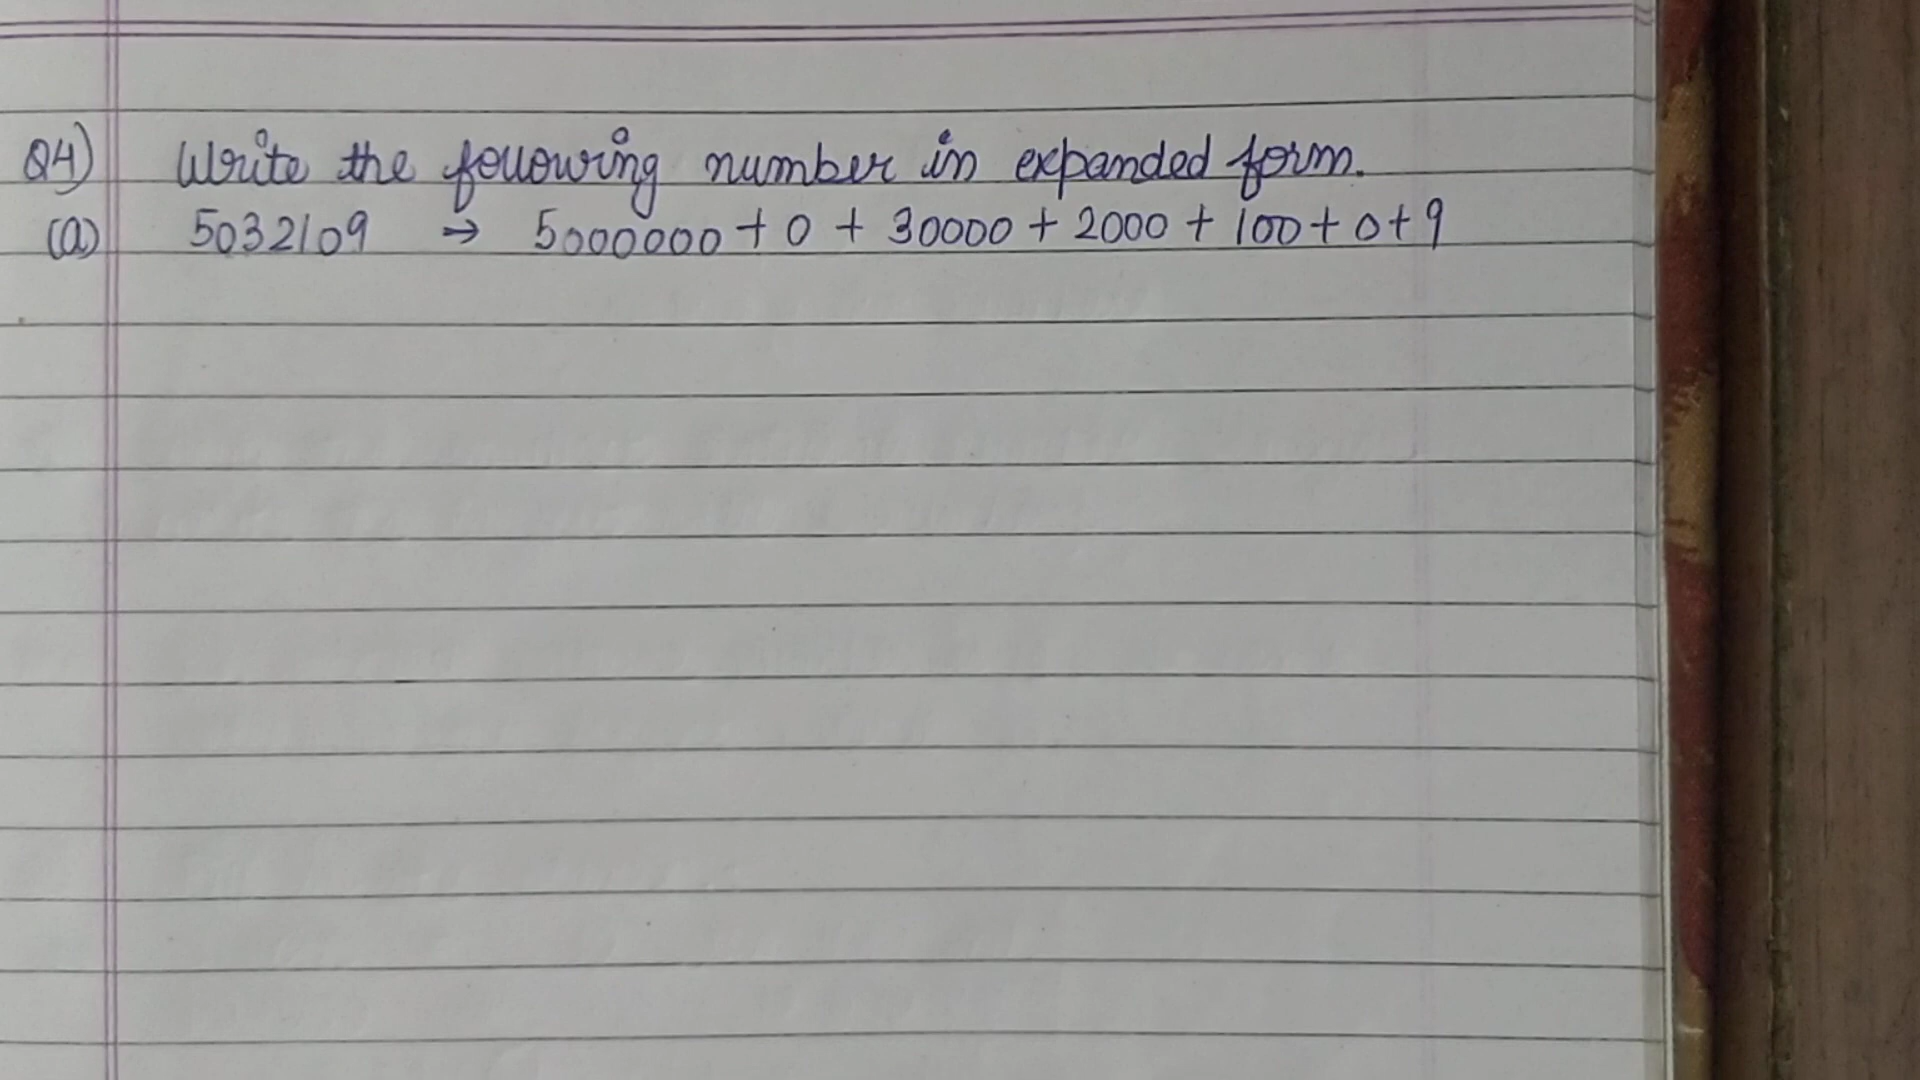 Q4) Write the following number in expanded form.
(a) 5032109 → 5000000 + 0 + 30000 + 2000 + 100 + 0 + 9